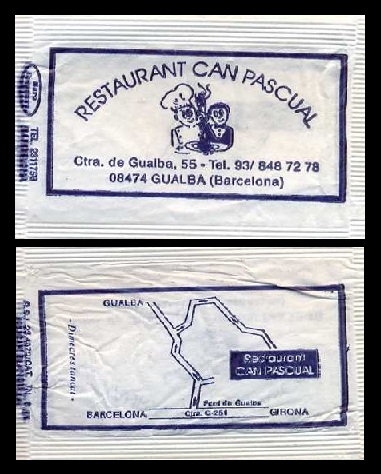 RESTAURANT CAN PASCUAL
Ctra. de Gualba, 55 - Tel. 93/ 848 72 78
08474 GUALBA (Barcelona)
GUALBA
Restaurant
CAN PASCUAL
Pont de Gualba
BARCELONA
Ctra. C-251
GIRONA